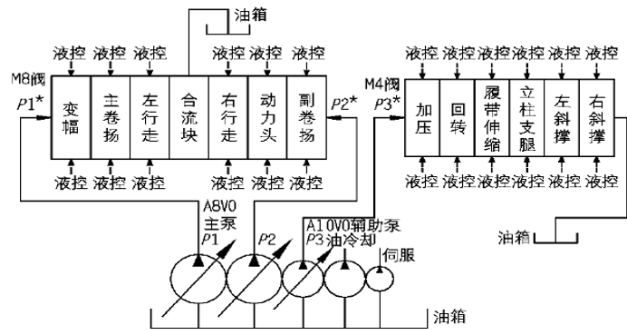 油箱
液控 液控 液控 液控 液控 液控
M8阀
P1*
变幅 主卷扬 左行走 合流块 右行走 动力头 副卷扬
P2*
液控 液控 液控 液控 液控 液控
液控 液控 液控 液控 液控 液控
M4阀
P3*
加压 回转 履带伸缩 立柱支腿 左斜撑 右斜撑
液控 液控 液控 液控 液控 液控
A8V0
主泵
P1
P2
A10V0辅助泵
P3油冷却
伺服
油箱
油箱